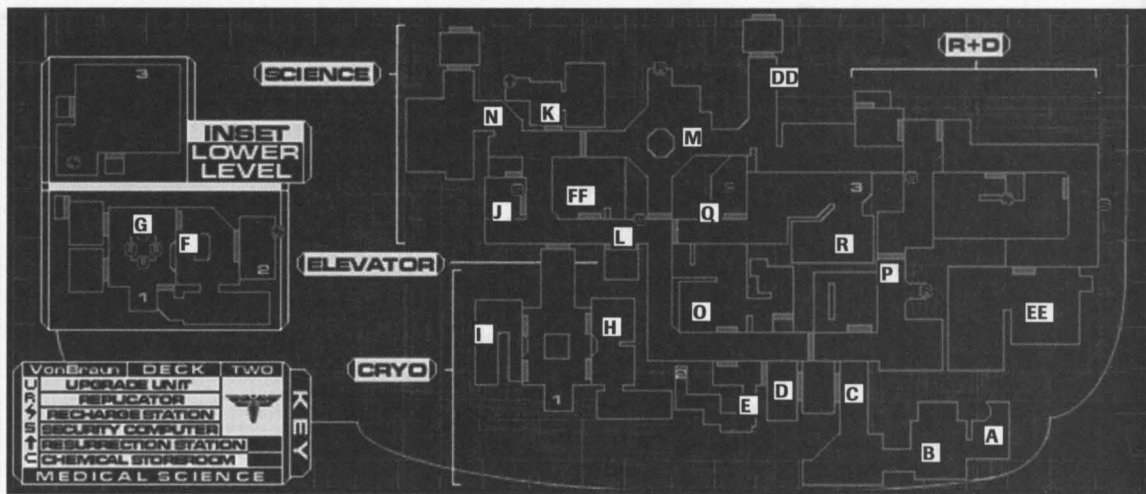 R+D
SCIENCE
DD
3
N
K
M
INSET
LOWER
LEVEL
FF
3
J
Q
G
F
L
R
ELEVATOR
P
2
O
EE
1
I
H
CRYO
VonBraun DECK TWO
U UPGRADE UNIT
R REPLICATOR
RECHARGE STATION
S SECURITY COMPUTER
↑ RESURRECTION STATION
C CHEMICAL STOREROOM
MEDICAL SCIENCE
KEY
2
1
E
D
C
B
A